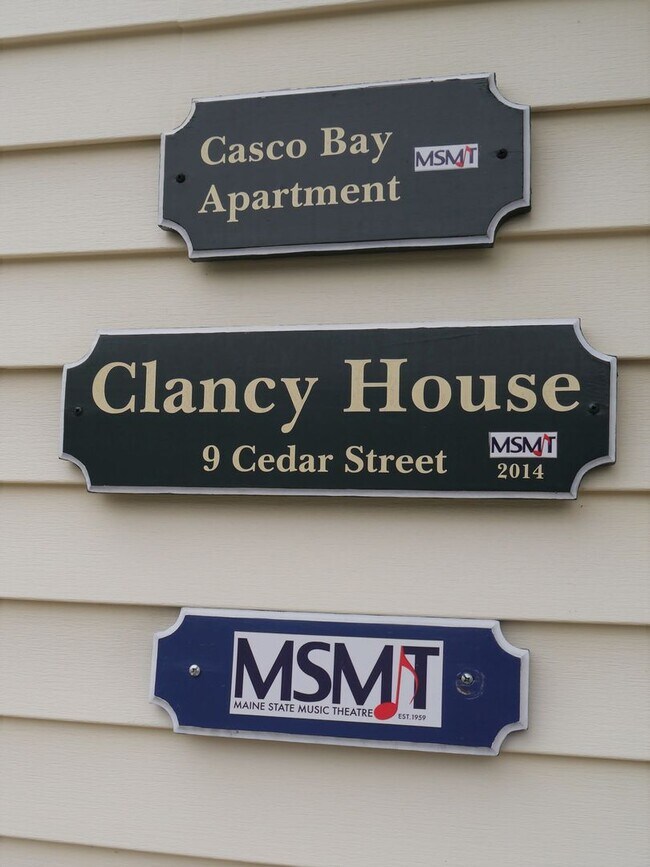 Casco Bay
Apartment
MSMT
Clancy House
9 Cedar Street
MSMT
2014
MSMT
MAINE STATE MUSIC THEATRE
EST.1959